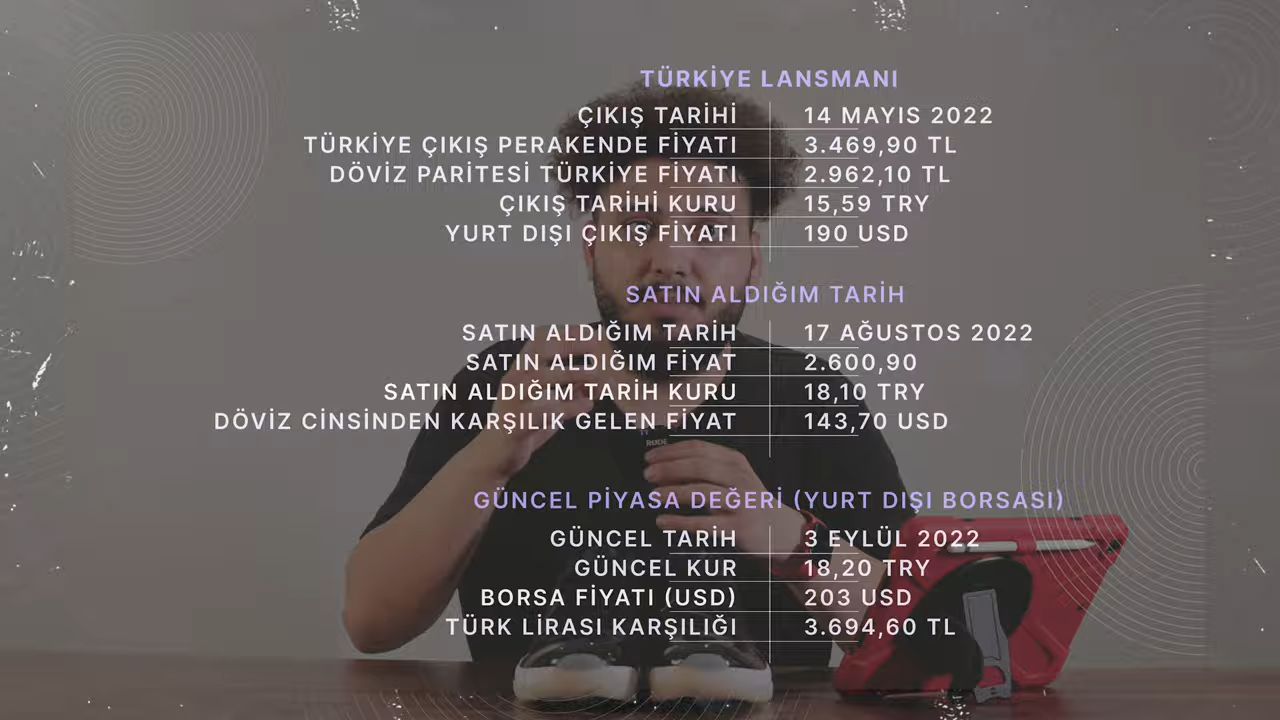 TÜRKİYE LANSMANI
ÇIKIŞ TARİHİ 14 MAYIS 2022
TÜRKİYE ÇIKIŞ PERAKENDE FİYATI 3.469,90 TL
DÖVİZ PARİTESİ TÜRKİYE FİYATI 2.962,10 TL
ÇIKIŞ TARİHİ KURU 15,59 TRY
YURT DIŞI ÇIKIŞ FİYATI 190 USD
SATIN ALDIĞIM TARİH
SATIN ALDIĞIM TARİH 17 AĞUSTOS 2022
SATIN ALDIĞIM FİYAT 2.600,90
SATIN ALDIĞIM TARİH KURU 18,10 TRY
DÖVİZ CİNSİNDEN KARŞILIK GELEN FİYAT 143,70 USD
RODE
GÜNCEL PİYASA DEĞERİ (YURT DIŞI BORSASI)
GÜNCEL TARİH 3 EYLÜL 2022
GÜNCEL KUR 18,20 TRY
BORSA FİYATI (USD) 203 USD
TÜRK LİRASI KARŞILIĞI 3.694,60 TL